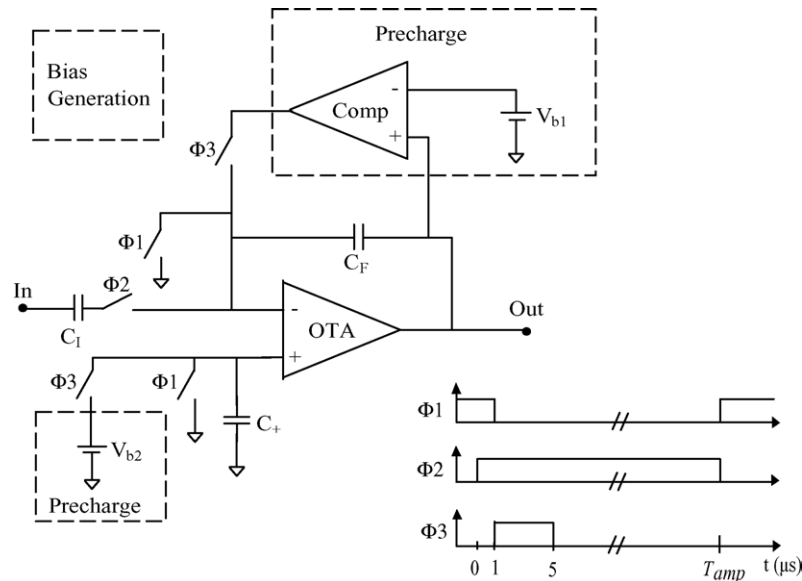 Precharge
Bias
Generation
Comp
-
+
V_b1
Φ3
Φ1
C_F
Φ2
In
C_I
-
OTA
+
Out
Φ3
Φ1
C_+
V_b2
Precharge
Φ1
Φ2
Φ3
0 1 5 T_amp t (μs)